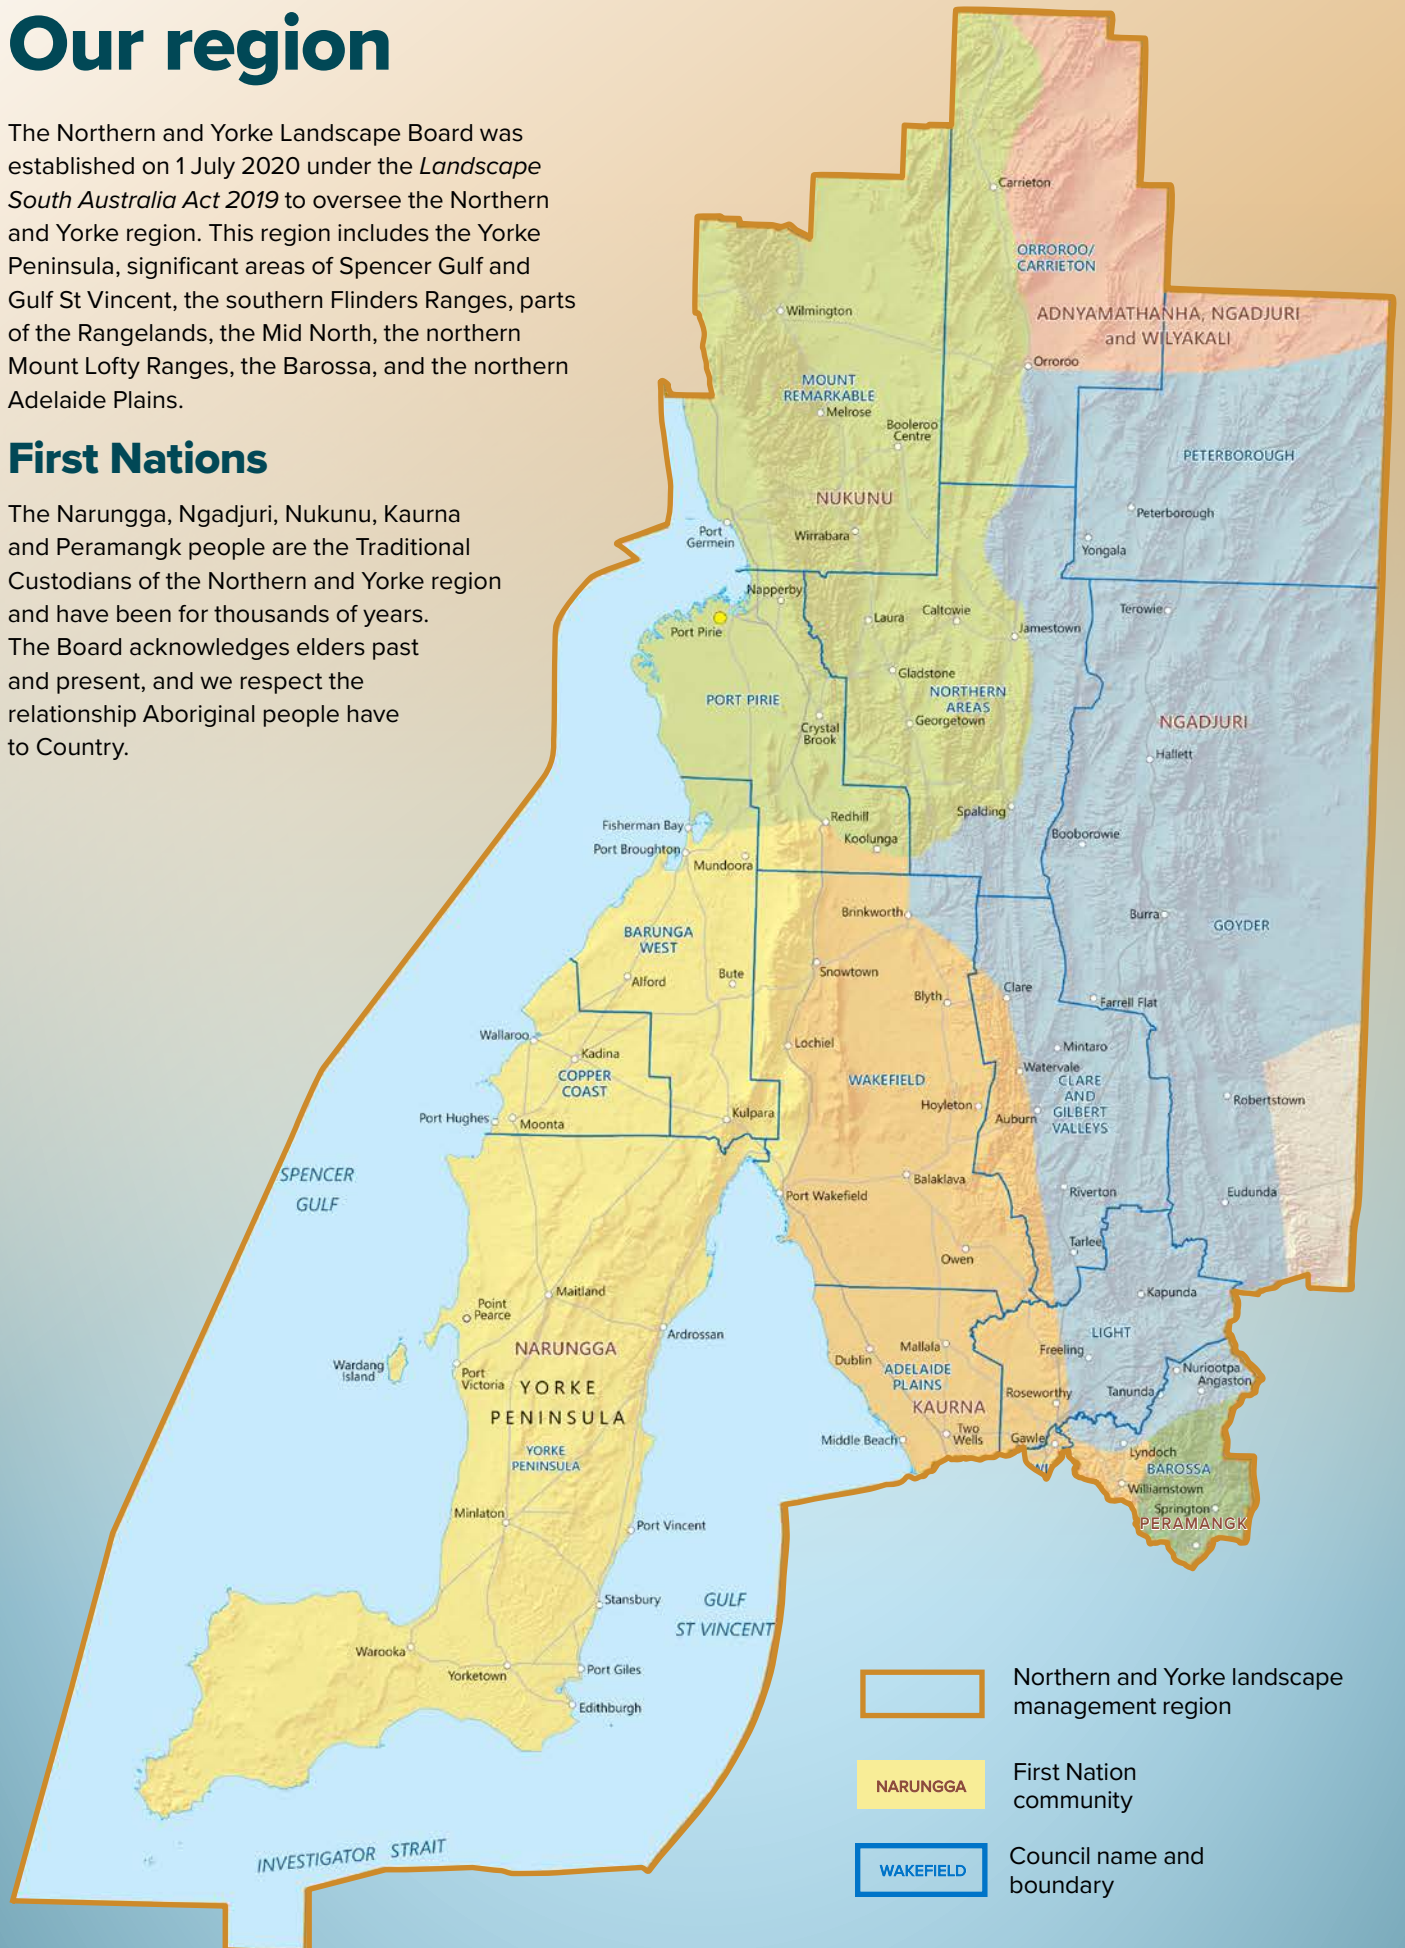 Our region
The Northern and Yorke Landscape Board was
established on 1 July 2020 under the Landscape
South Australia Act 2019 to oversee the Northern
and Yorke region. This region includes the Yorke
Peninsula, significant areas of Spencer Gulf and
Gulf St Vincent, the southern Flinders Ranges, parts
of the Rangelands, the Mid North, the northern
Mount Lofty Ranges, the Barossa, and the northern
Adelaide Plains.
First Nations
The Narungga, Ngadjuri, Nukunu, Kaurna
and Peramangk people are the Traditional
Custodians of the Northern and Yorke region
and have been for thousands of years.
The Board acknowledges elders past
and present, and we respect the
relationship Aboriginal people have
to Country.
Carrieton
ORROROO/
CARRIETON
ADNYAMATHANHA, NGADJURI
and WILYAKALI
Wilmington
Orroroo
MOUNT
REMARKABLE
Melrose
Booleroo
Centre
PETERBOROUGH
NUKUNU
Peterborough
Port
Germein
Wirrabara
Yongala
Napperby
Port Pirie
Laura
Caltowie
Jamestown
Terowie
Gladstone
PORT PIRIE
NORTHERN
AREAS
Georgetown
Crystal
Brook
NGADJURI
Hallett
Fisherman Bay
Redhill
Spalding
Port Broughton
Koolunga
Booborowie
Mundoora
BARUNGA
WEST
Brinkworth
Burra
GOYDER
Alford
Bute
Snowtown
Blyth
Clare
Farrell Flat
Wallaroo
Kadina
Lochiel
Mintaro
COPPER
COAST
WAKEFIELD
Watervale
CLARE
AND
GILBERT
VALLEYS
Port Hughes
Moonta
Kulpara
Hoyleton
Auburn
Robertstown
SPENCER
GULF
Port Wakefield
Balaklava
Riverton
Eudunda
Owen
Tarlee
Maitland
Kapunda
Point
Pearce
Ardrossan
LIGHT
NARUNGGA
Wardang
Island
Port
Victoria
YORKE
PENINSULA
Dublin
Mallala
ADELAIDE
PLAINS
KAURNA
Freeling
Nuriootpa
Angaston
Roseworthy
Tanunda
Middle Beach
Two
Wells
Gawler
YORKE
PENINSULA
Lyndoch
BAROSSA
Williamstown
Springton
PERAMANGK
Minlaton
Port Vincent
Stansbury
GULF
ST VINCENT
Warooka
Yorketown
Port Giles
Edithburgh
INVESTIGATOR STRAIT
Northern and Yorke landscape
management region
NARUNGGA
First Nation
community
WAKEFIELD
Council name and
boundary